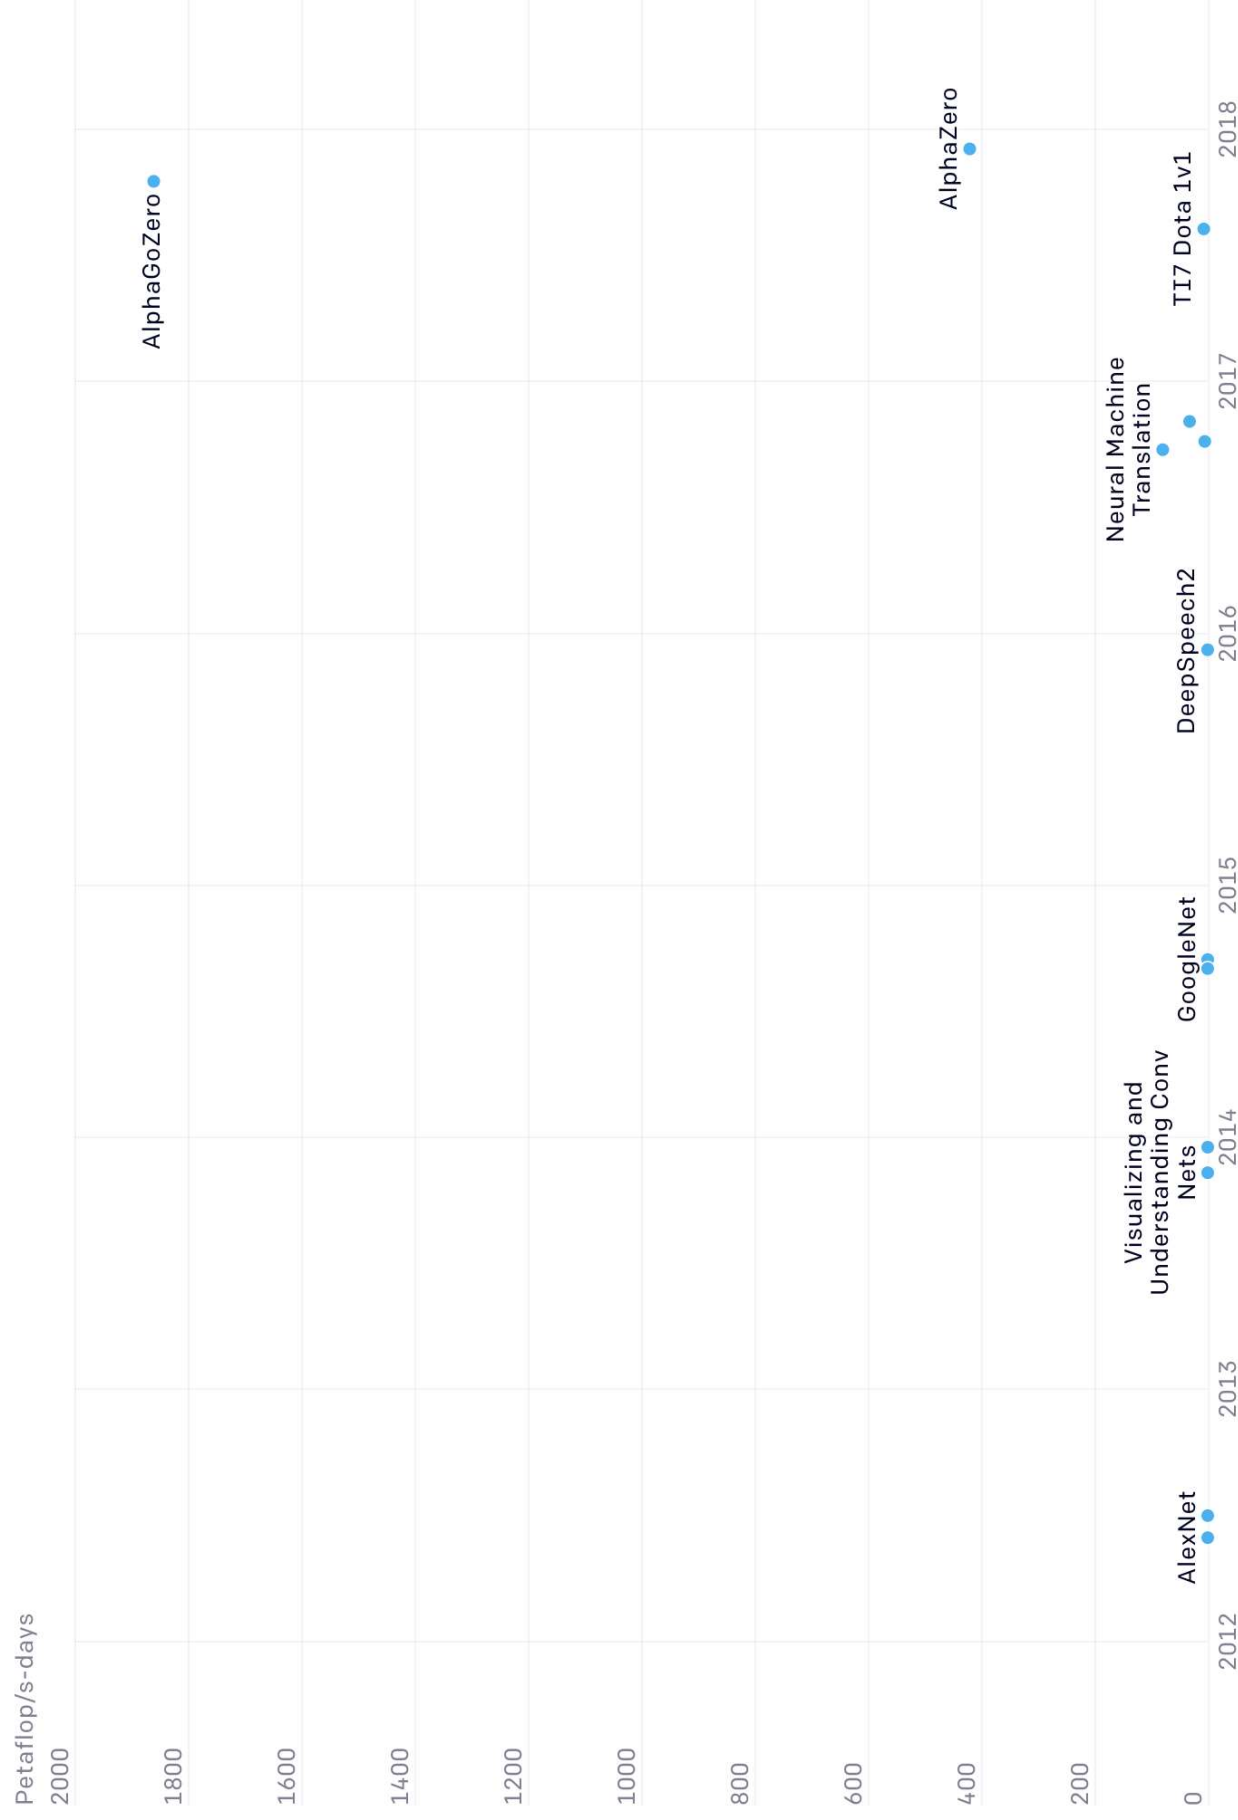 Petaflop/s-days
2000
1800
1600
1400
1200
1000
800
600
400
200
0
AlphaGoZero
AlphaZero
TI7 Dota 1v1
Neural Machine
Translation
DeepSpeech2
GoogleNet
Visualizing and
Understanding Conv
Nets
AlexNet
2012
2013
2014
2015
2016
2017
2018